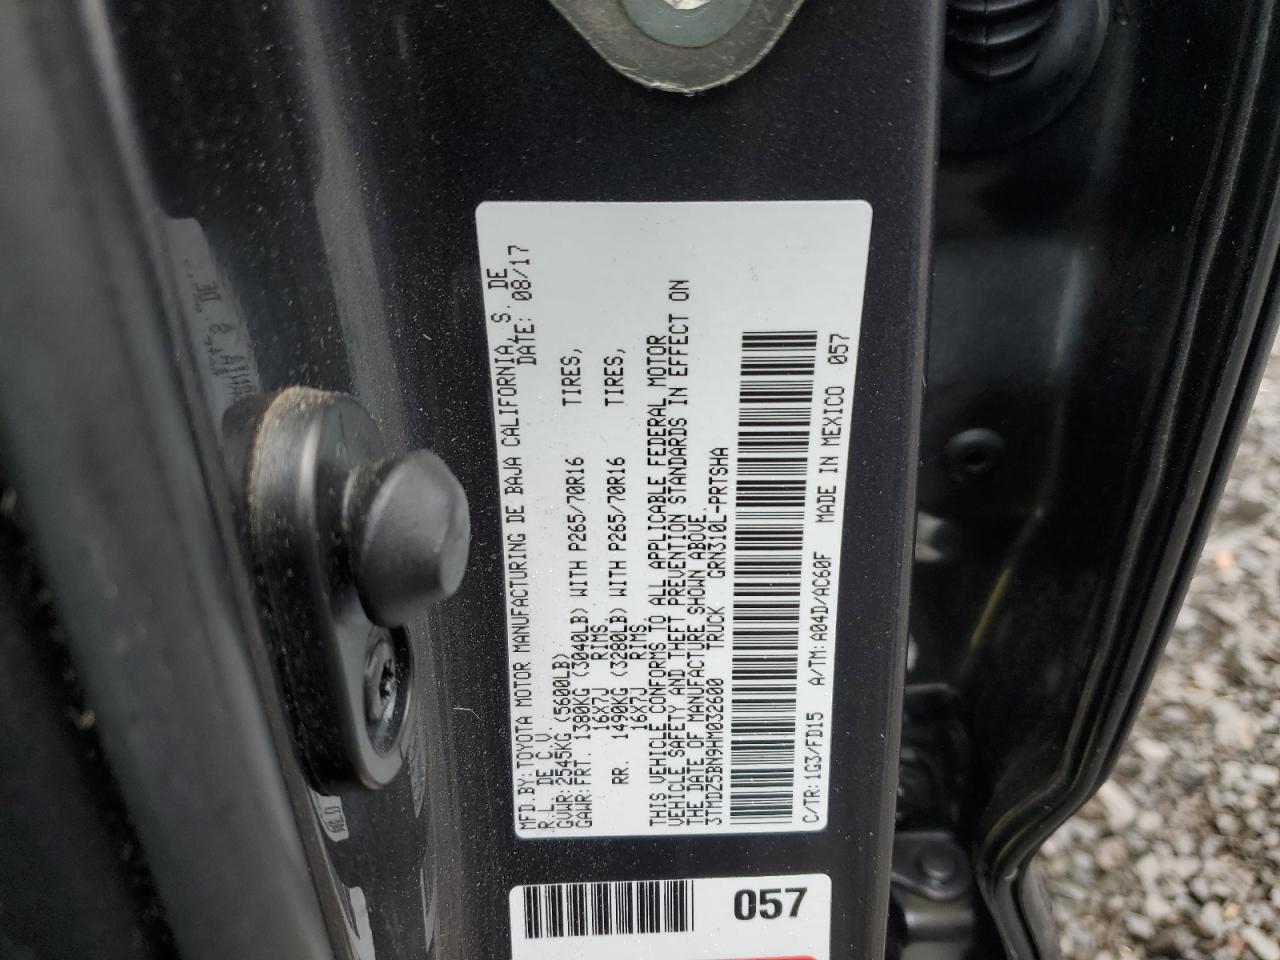 MFD.BY:TOYOTA MOTOR MANUFACTURING DE BAJA CALIFORNIA, S. DE
R.L. DE C.V. DATE: 08/17
GVWR:2545KG (5600LB)
GAWR:FRT. 1380KG (3040LB) WITH P265/70R16 TIRES,
16X7J RIMS
RR. 1490KG (3280LB) WITH P265/70R16 TIRES,
16X7J RIMS
THIS VEHICLE CONFORMS TO ALL APPLICABLE FEDERAL MOTOR
VEHICLE SAFETY AND THEFT PREVENTION STANDARDS IN EFFECT ON
THE DATE OF MANUFACTURE SHOWN ABOVE.
3TMDZ5BN9HM032600 TRUCK GRN310L-PRTSHA
C/TR:1G3/FD15 A/TM:A04D/AC60F MADE IN MEXICO 057
057